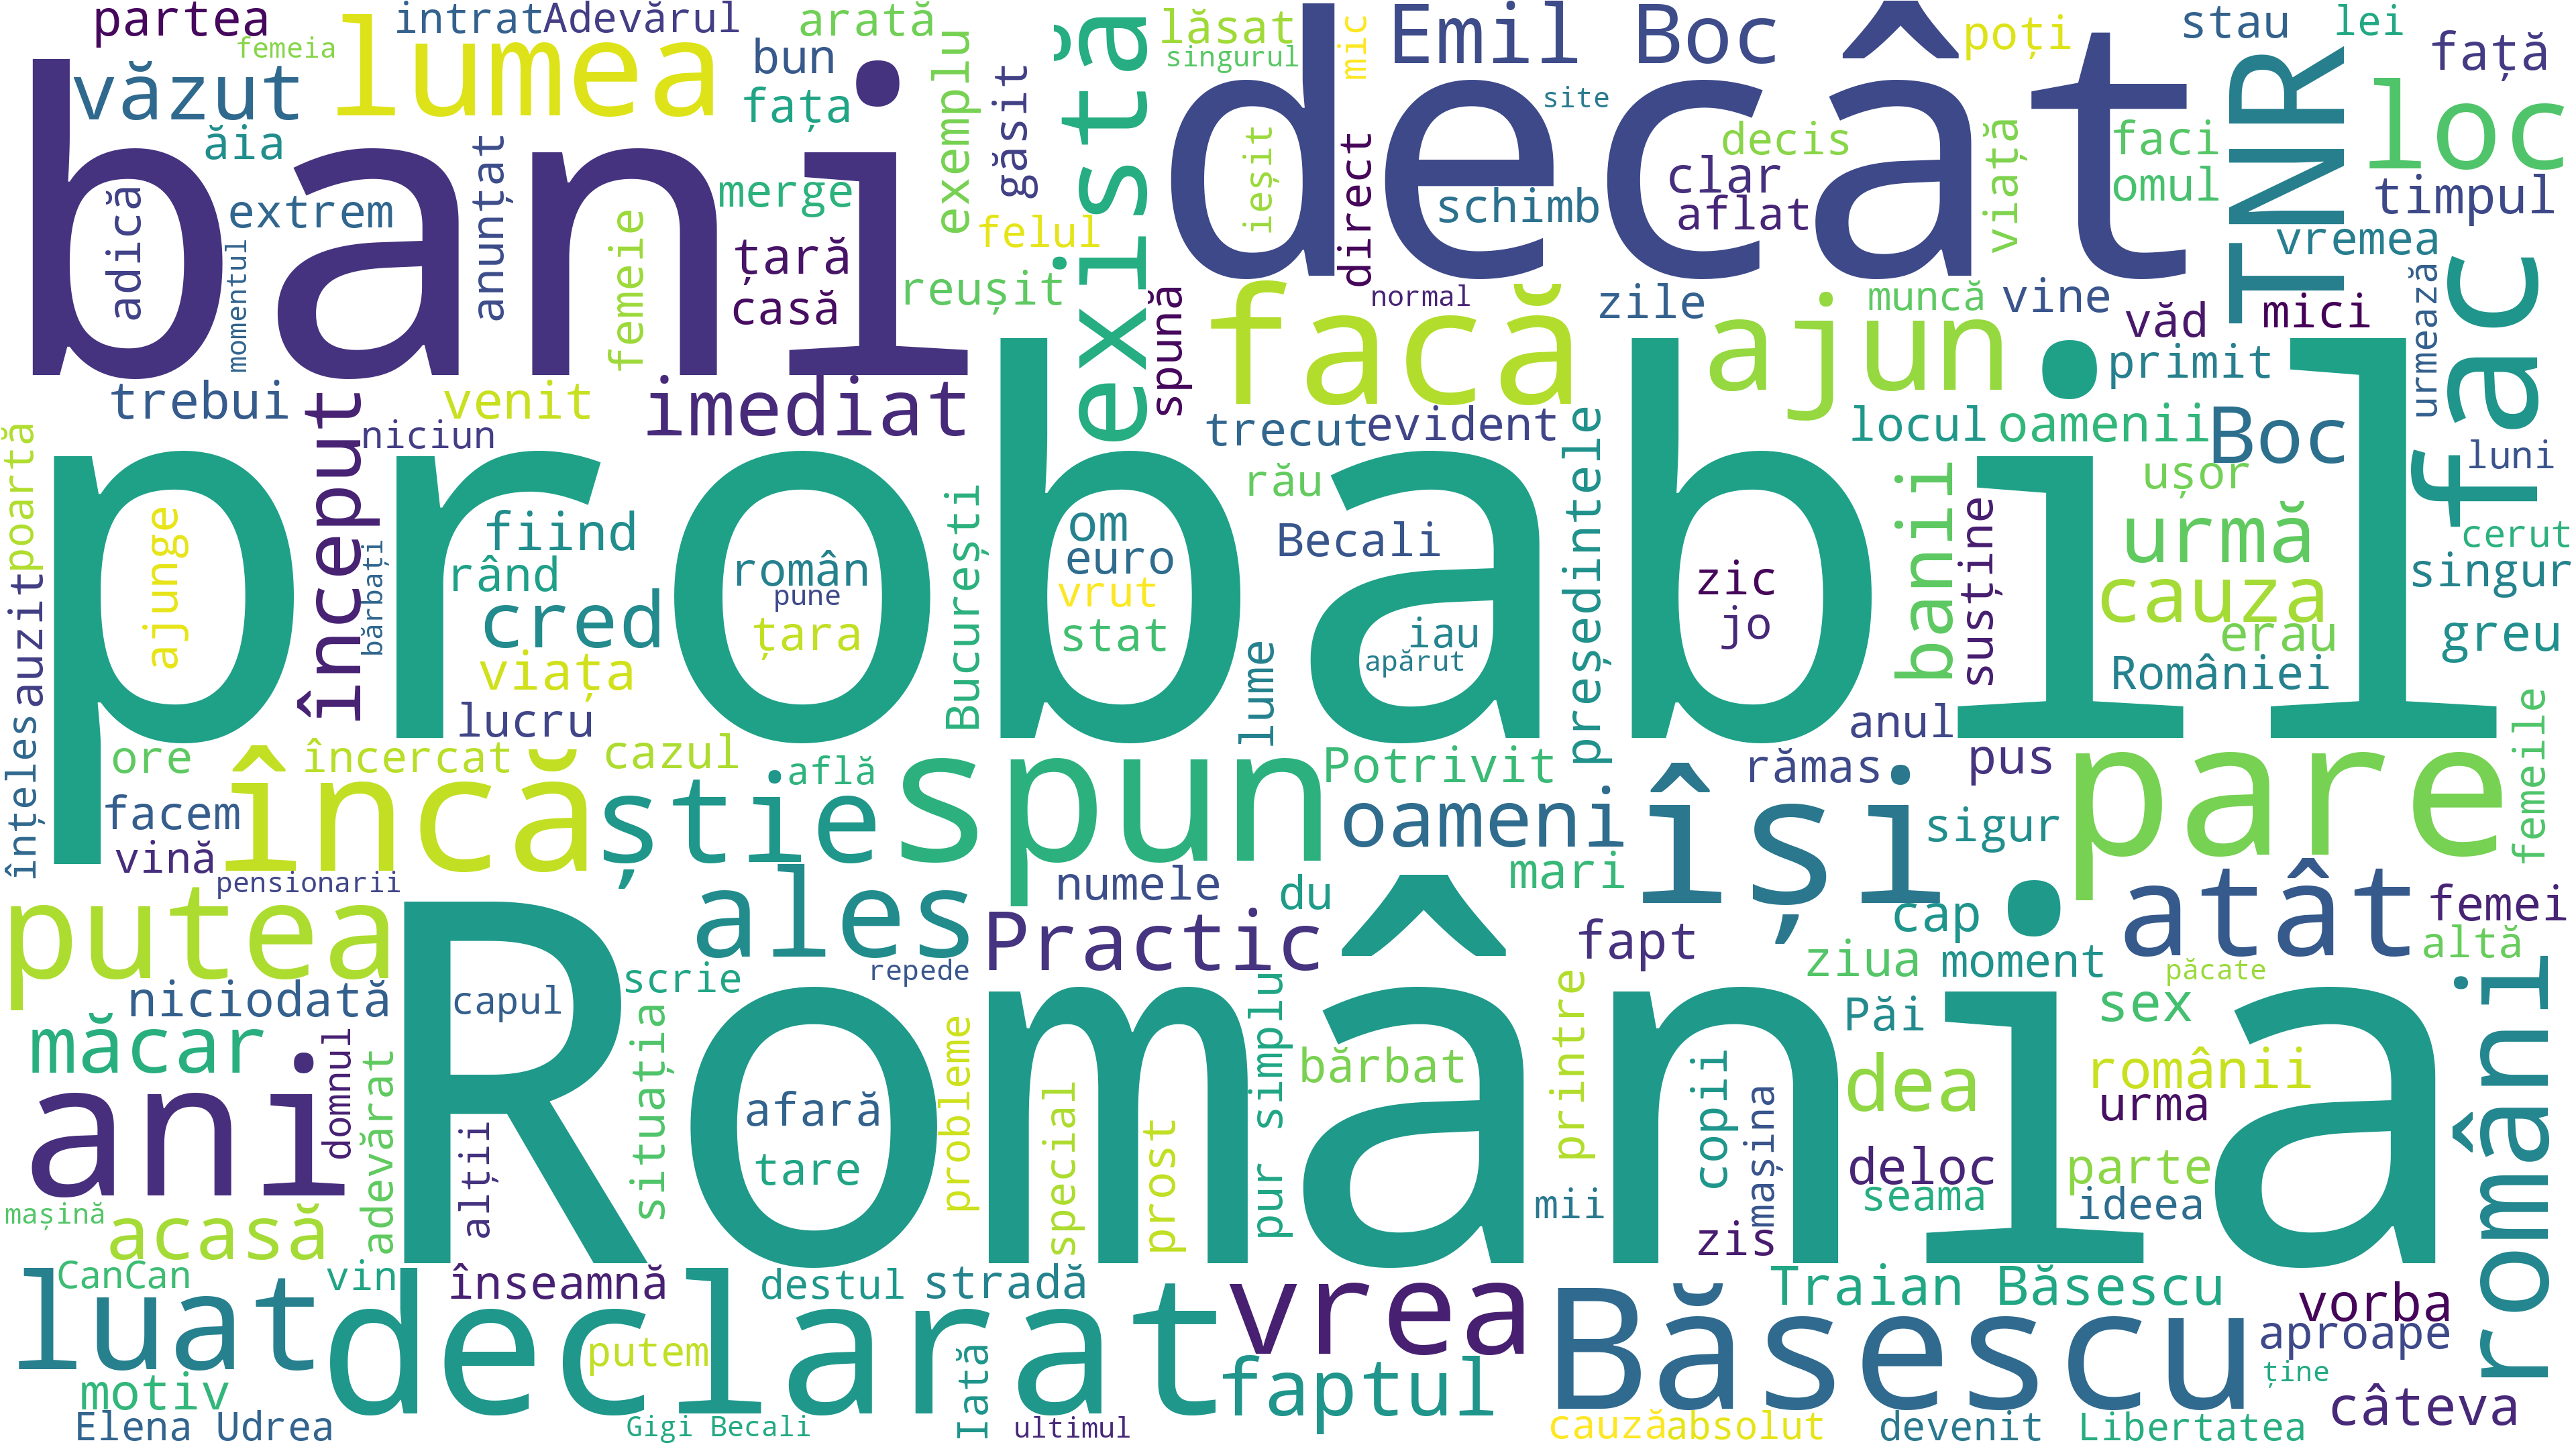 partea
intrat
Adevărul
arată
lăsat
mic
Emil Boc
poți
stau
lei
femeia
lumea
bun
exemplu
există
singurul
față
văzut
fața
găsit
site
TNR
loc
ăia
anunțat
bani
decât
ieșit
direct
decis
viață
faci
adică
extrem
merge
clar
omul
timpul
momentul
femeie
țară
felul
schimb
aflat
vremea
casă
reușit
spună
normal
zile
muncă
vine
văd
mici
urmează
fac
facă
ajun
primit
trebui
venit
imediat
început
niciun
trecut
evident
locul
oamenii
Boc
luni
poartă
probabil
președintele
rău
banii
ușor
ajunge
fiind
București
om
Becali
susține
urmă
cerut
bărbați
rând
român
euro
zic
cauza
singur
auzit
cred
pune
vrut
țara
stat
iau
jo
erau
greu
apărut
viața
lume
României
lucru
anul
femeile
înțeles
ore
încercat
cazul
află
Potrivit
rămas
pus
pare
facem
încă
știe
spun
oameni
își
sigur
vină
pensionarii
numele
du
mari
atât
femei
putea
ales
Practic
fapt
cap
altă
niciodată
capul
scrie
repede
ziua
moment
păcate
români
măcar
domnul
situația
România
pur simplu
printre
Păi
sex
ani
adevărat
probleme
bărbat
copii
dea
românii
afară
special
mașina
urma
alții
tare
prost
deloc
parte
mașină
acasă
mii
seama
ideea
zis
CanCan
vin
înseamnă
destul
stradă
vrea
Traian Băsescu
luat
declarat
Băsescu
vorba
putem
Iată
faptul
aproape
motiv
ține
câteva
Elena Udrea
Gigi Becali
ultimul
cauză
absolut
devenit
Libertatea